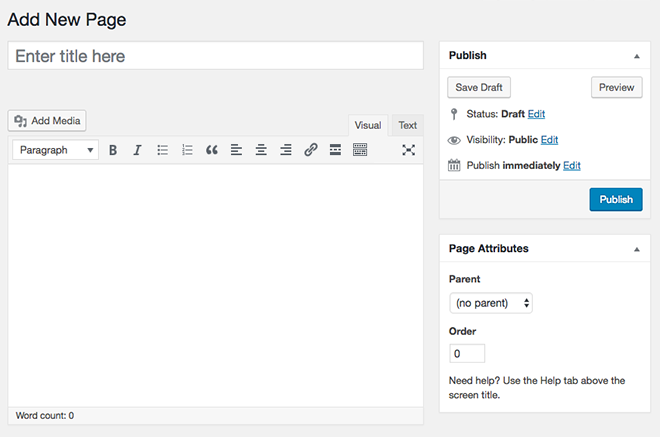 Add New Page
Enter title here
Add Media
Visual
Text
Paragraph
B I
Word count: 0
Publish
Save Draft
Preview
Status: Draft Edit
Visibility: Public Edit
Publish immediately Edit
Publish
Page Attributes
Parent
(no parent)
Order
0
Need help? Use the Help tab above the
screen title.